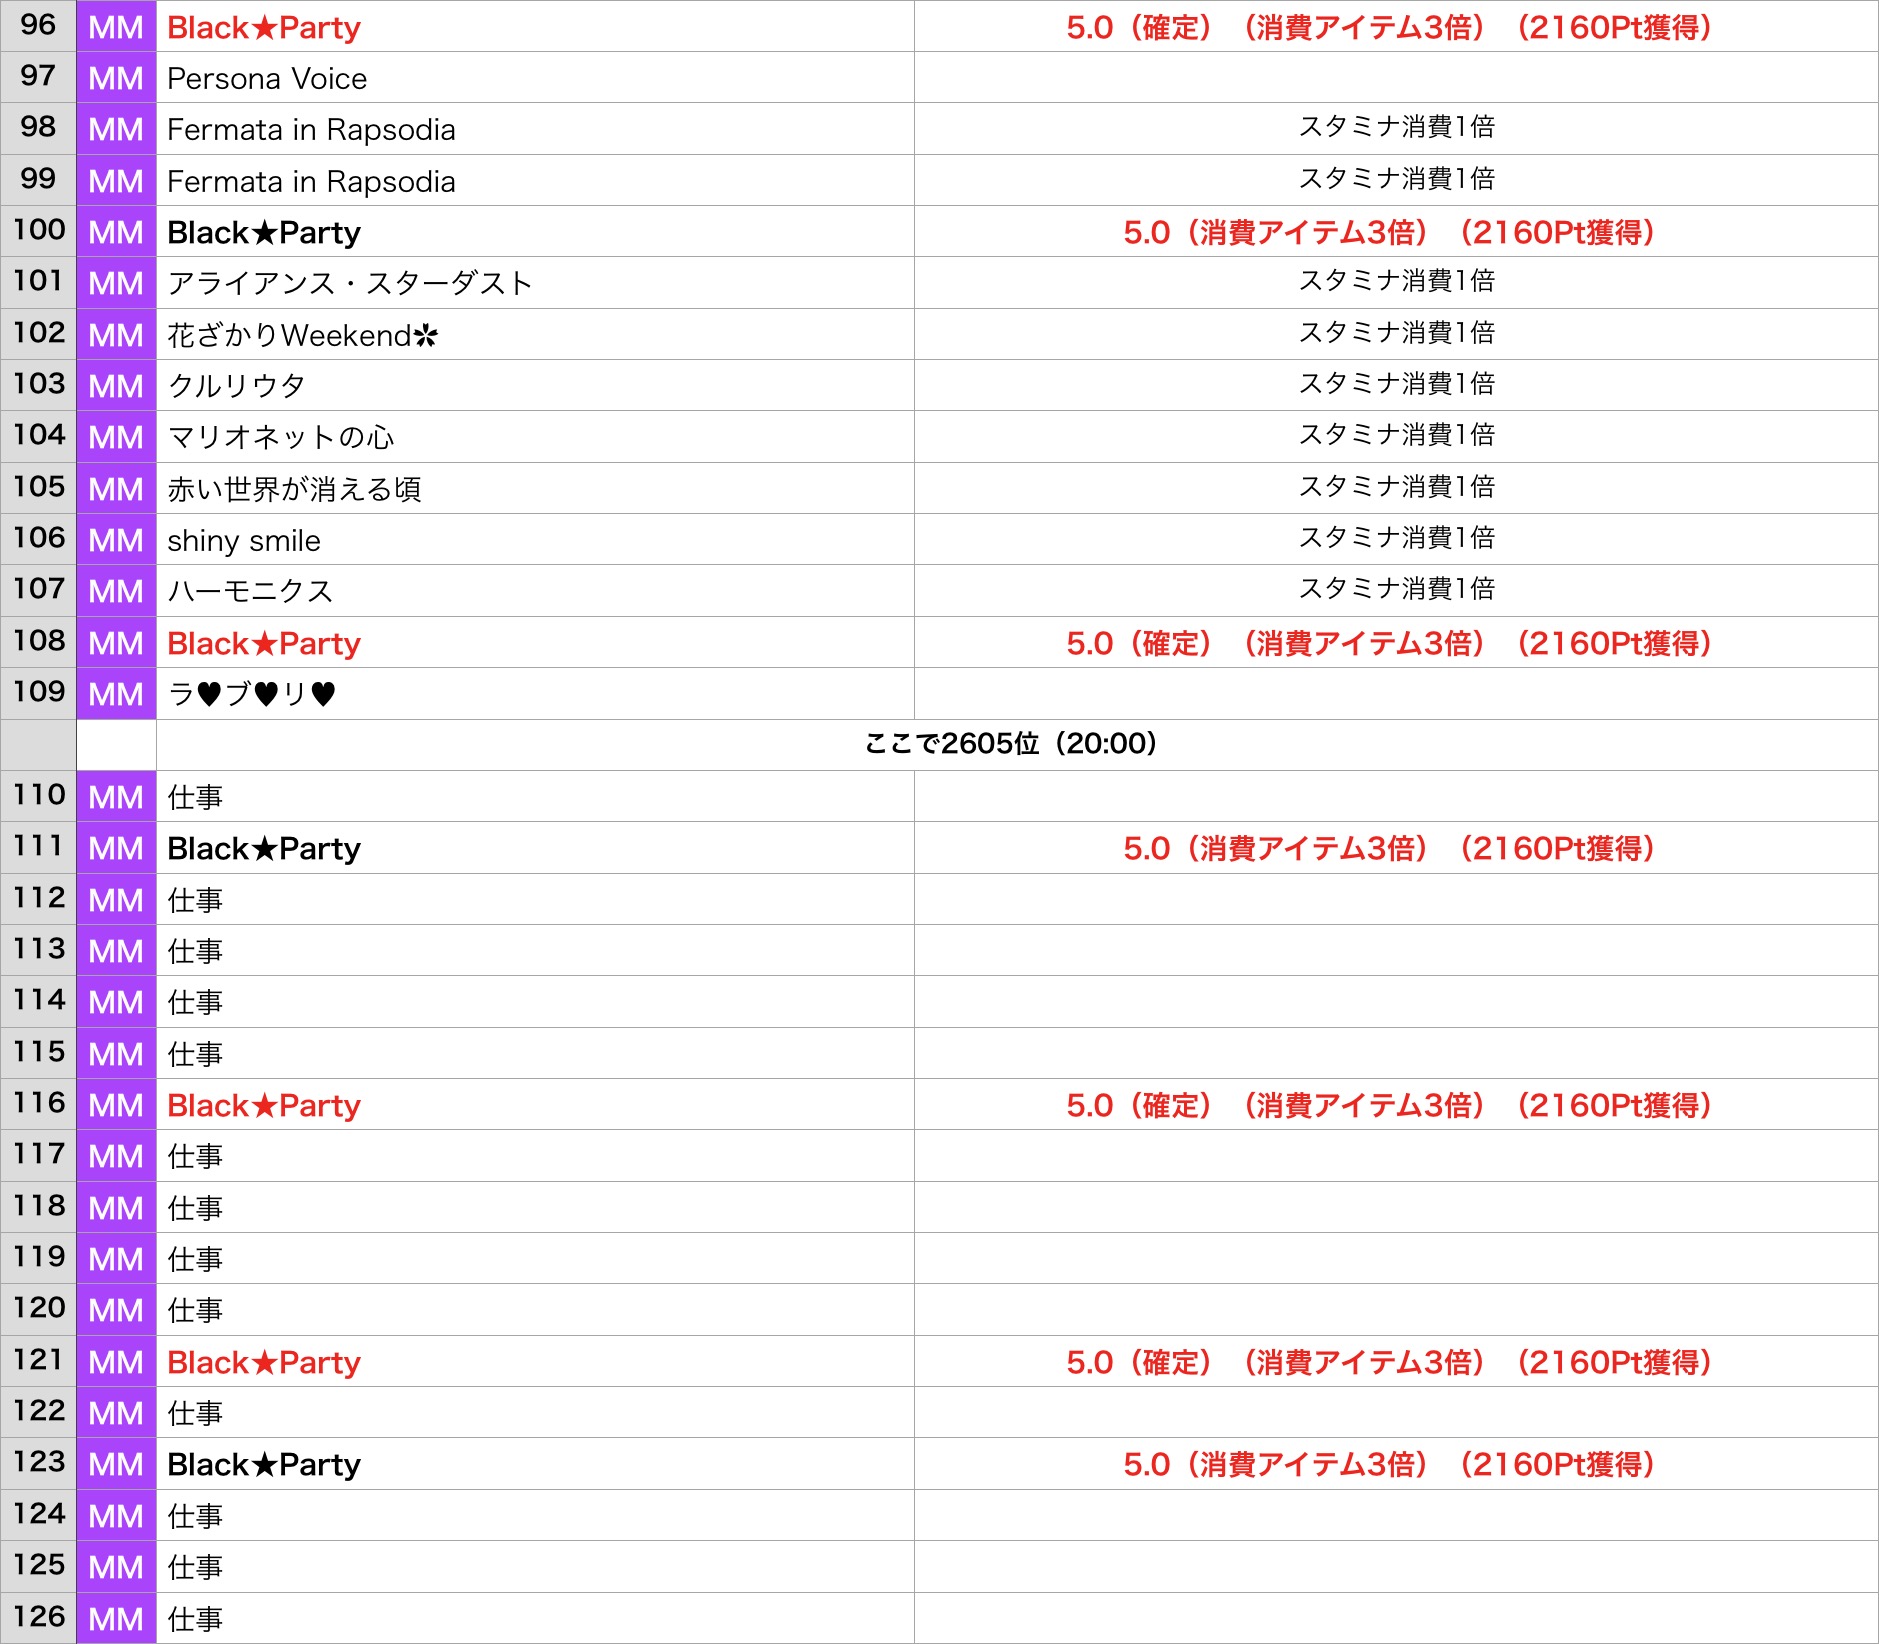 96 MM Black★Party 5.0（確定）（消費アイテム3倍）（2160Pt獲得）
97 MM Persona Voice
98 MM Fermata in Rapsodia スタミナ消費1倍
99 MM Fermata in Rapsodia スタミナ消費1倍
100 MM Black★Party 5.0（消費アイテム3倍）（2160Pt獲得）
101 MM アライアンス・スターダスト スタミナ消費1倍
102 MM 花ざかりWeekend✿ スタミナ消費1倍
103 MM クルリウタ スタミナ消費1倍
104 MM マリオネットの心 スタミナ消費1倍
105 MM 赤い世界が消える頃 スタミナ消費1倍
106 MM shiny smile スタミナ消費1倍
107 MM ハーモニクス スタミナ消費1倍
108 MM Black★Party 5.0（確定）（消費アイテム3倍）（2160Pt獲得）
109 MM ラ♥ブ♥リ♥
ここで2605位（20:00）
110 MM 仕事
111 MM Black★Party 5.0（消費アイテム3倍）（2160Pt獲得）
112 MM 仕事
113 MM 仕事
114 MM 仕事
115 MM 仕事
116 MM Black★Party 5.0（確定）（消費アイテム3倍）（2160Pt獲得）
117 MM 仕事
118 MM 仕事
119 MM 仕事
120 MM 仕事
121 MM Black★Party 5.0（確定）（消費アイテム3倍）（2160Pt獲得）
122 MM 仕事
123 MM Black★Party 5.0（消費アイテム3倍）（2160Pt獲得）
124 MM 仕事
125 MM 仕事
126 MM 仕事